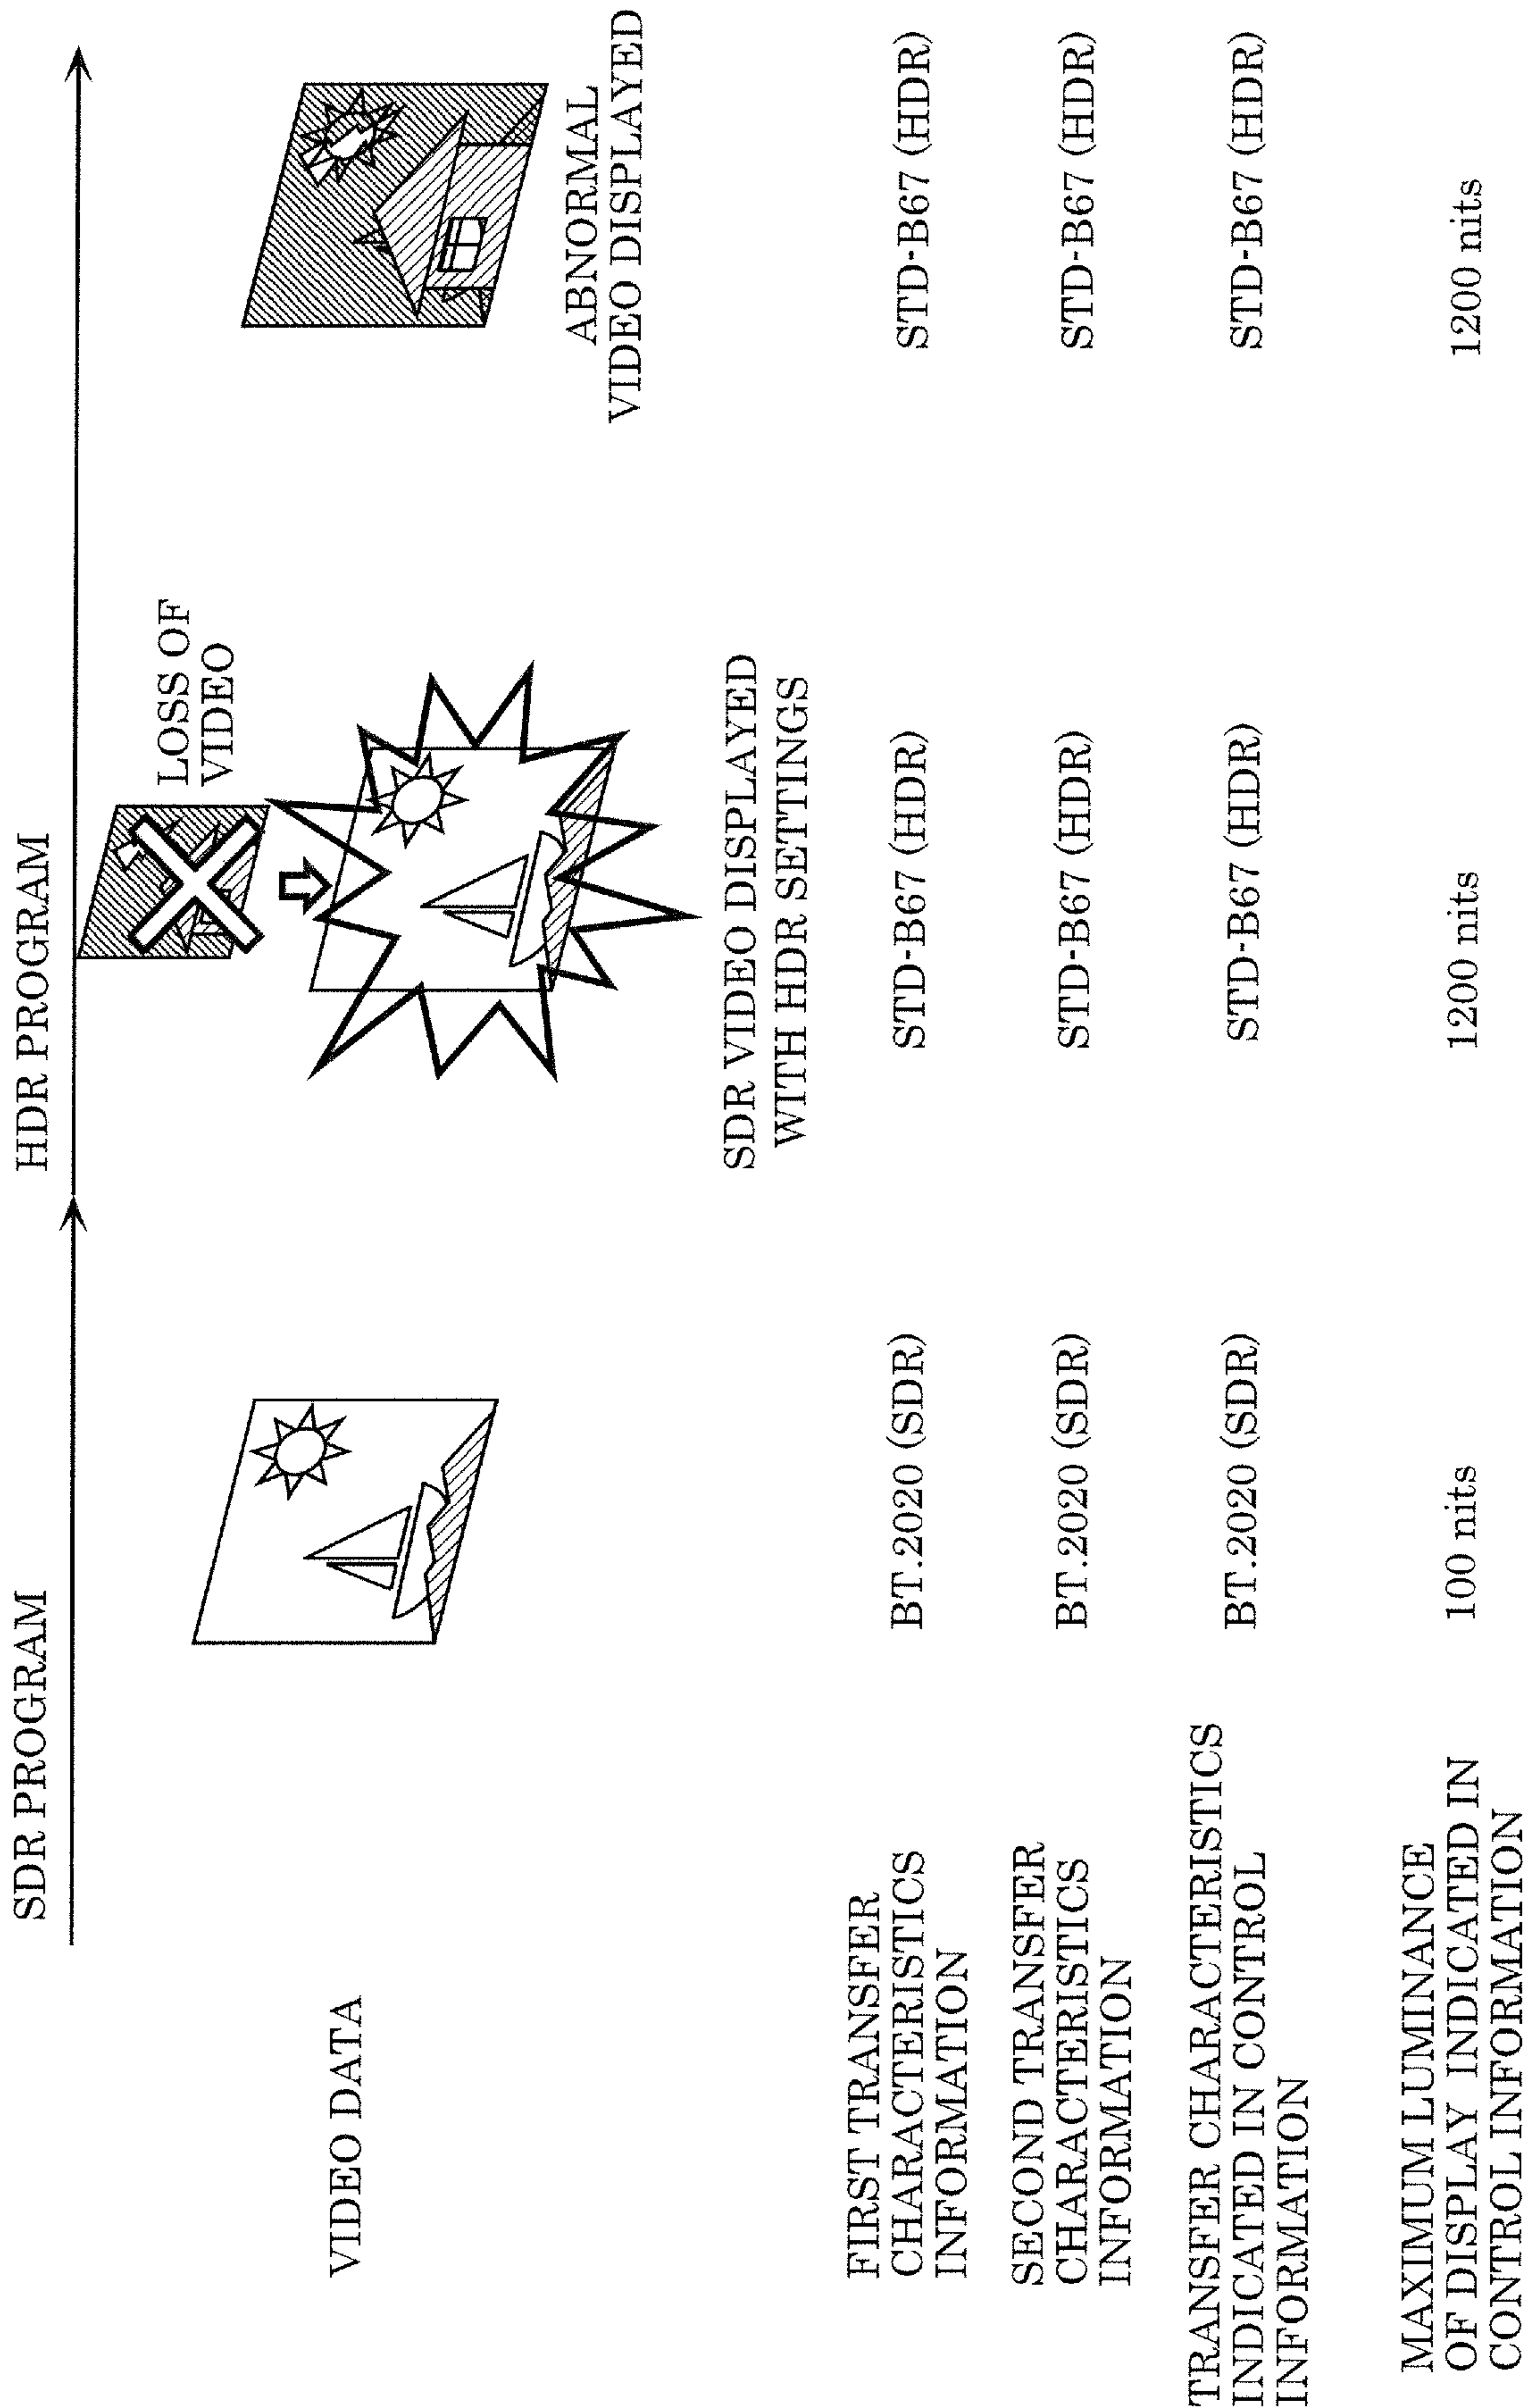 SDR PROGRAM
HDR PROGRAM
VIDEO DATA
LOSS OF
VIDEO
SDR VIDEO DISPLAYED
WITH HDR SETTINGS
ABNORMAL
VIDEO DISPLAYED
FIRST TRANSFER
CHARACTERISTICS
INFORMATION
BT.2020 (SDR)
STD-B67 (HDR)
STD-B67 (HDR)
SECOND TRANSFER
CHARACTERISTICS
INFORMATION
BT.2020 (SDR)
STD-B67 (HDR)
STD-B67 (HDR)
TRANSFER CHARACTERISTICS
INDICATED IN CONTROL
INFORMATION
BT.2020 (SDR)
STD-B67 (HDR)
STD-B67 (HDR)
MAXIMUM LUMINANCE
OF DISPLAY INDICATED IN
CONTROL INFORMATION
100 nits
1200 nits
1200 nits